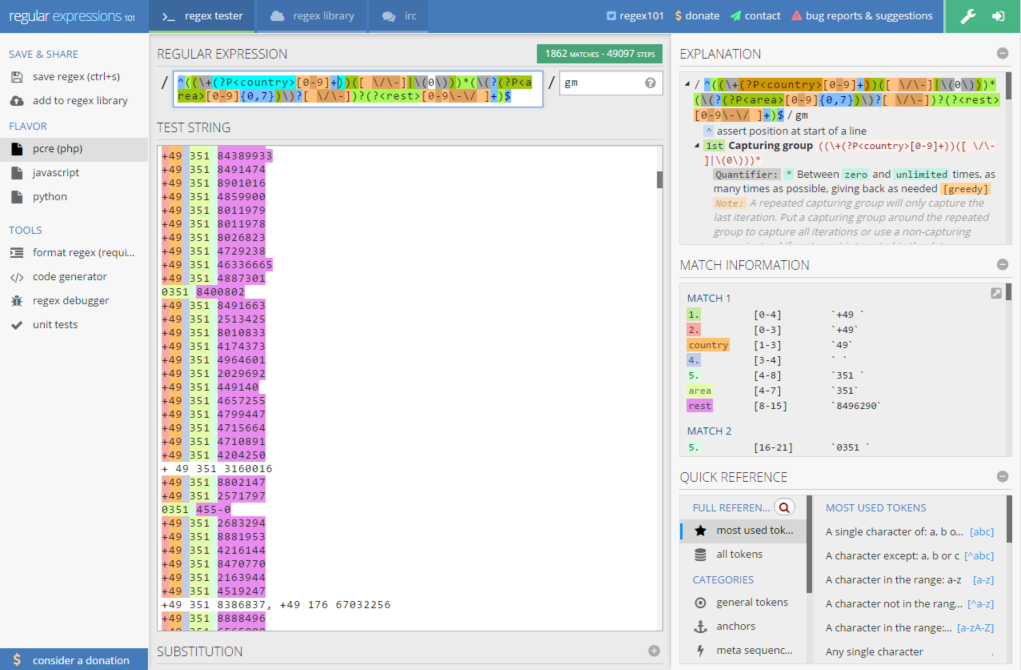 regular expressions 101
regex tester
regex library
irc
regex101
$ donate
contact
bug reports & suggestions
SAVE & SHARE
save regex (ctrl+s)
add to regex library
FLAVOR
pcre (php)
javascript
python
TOOLS
format regex (requi...
code generator
regex debugger
unit tests
$ consider a donation
REGULAR EXPRESSION
1862 MATCHES - 49097 STEPS
/ ^((\+(?P<country>[0-9]+))([ \/\-]|\(0\)))*(\(?(?P<a
rea>[0-9]{0,7})\)?[ \/\-])?(?<rest>[0-9\-\/ ]+)$ / gm
TEST STRING
+49 351 84389933
+49 351 8491474
+49 351 8901016
+49 351 4859900
+49 351 8011979
+49 351 8011978
+49 351 8026823
+49 351 4729238
+49 351 46336665
+49 351 4887301
0351 8400802
+49 351 8491663
+49 351 2513425
+49 351 8010833
+49 351 4174373
+49 351 4964601
+49 351 2029692
+49 351 449140
+49 351 4657255
+49 351 4799447
+49 351 4715664
+49 351 4710891
+49 351 4204250
+ 49 351 3160016
+49 351 8802147
+49 351 2571797
0351 455-0
+49 351 2683294
+49 351 8881953
+49 351 4216144
+49 351 8470770
+49 351 2163944
+49 351 4519247
+49 351 8386837, +49 176 67032256
+49 351 8888496
SUBSTITUTION
EXPLANATION
/ ^((\+(?P<country>[0-9]+))([ \/\-]|\(0\)))*
(\(?(?P<area>[0-9]{0,7})\)?[ \/\-])?(?<rest>
[0-9\-\/ ]+)$ / gm
^ assert position at start of a line
1st Capturing group ((\+(?P<country>[0-9]+))([ \/\-
]|\(0\)))*
Quantifier: * Between zero and unlimited times, as
many times as possible, giving back as needed [greedy]
Note: A repeated capturing group will only capture the
last iteration. Put a capturing group around the repeated
group to capture all iterations or use a non-capturing
MATCH INFORMATION
MATCH 1
1. [0-4] `+49 `
2. [0-3] `+49`
country [1-3] `49`
4. [3-4] ` `
5. [4-8] `351 `
area [4-7] `351`
rest [8-15] `8496290`
MATCH 2
5. [16-21] `0351 `
QUICK REFERENCE
FULL REFEREN...
most used tok...
all tokens
CATEGORIES
general tokens
anchors
meta sequenc...
MOST USED TOKENS
A single character of: a, b o... [abc]
A character except: a, b or c [^abc]
A character in the range: a-z [a-z]
A character not in the rang... [^a-z]
A character in the range:... [a-zA-Z]
Any single character .